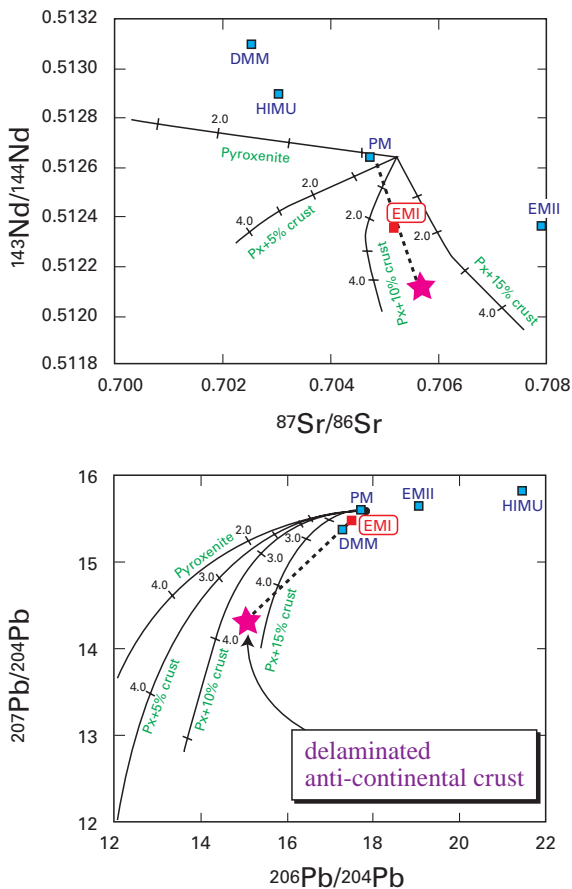 0.5132
0.5130
0.5128
0.5126
0.5124
0.5122
0.5120
0.5118
143Nd/144Nd
DMM
HIMU
2.0
PM
Pyroxenite
2.0
4.0
Px+5% crust
2.0
EMI
EMII
2.0
4.0
Px+10% crust
Px+15% crust
4.0
0.700
0.702
0.704
0.706
0.708
87Sr/86Sr
16
15
14
13
12
207Pb/204Pb
PM
EMII
HIMU
EMI
DMM
2.0
3.0
3.0
3.0
Pyroxenite
4.0
4.0
4.0
4.0
Px+5% crust
Px+10% crust
Px+15% crust
delaminated
anti-continental crust
12
14
16
18
20
22
206Pb/204Pb